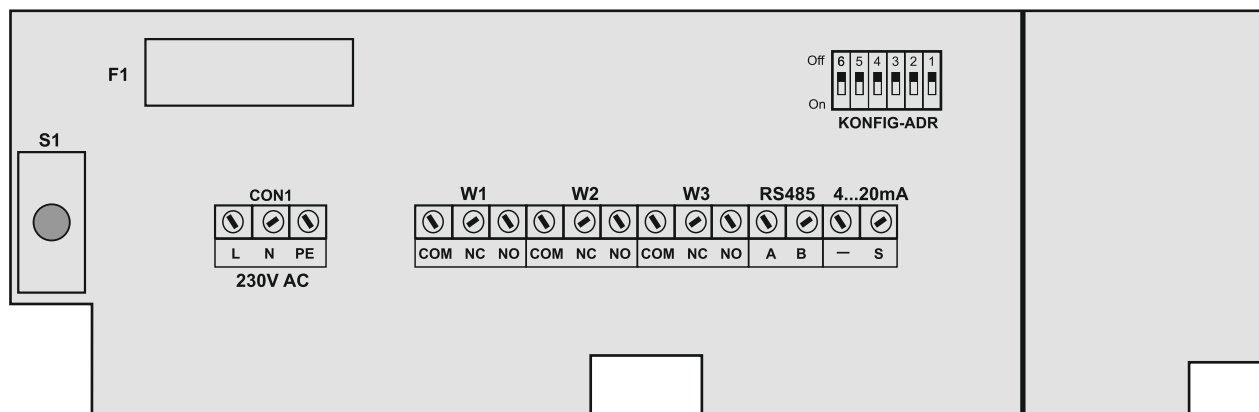 Off 6 5 4 3 2 1
F1
On
KONFIG-ADR
S1
CON1 W1 W2 W3 RS485 4...20mA
L N PE COM NC NO COM NC NO COM NC NO A B — S
230V AC